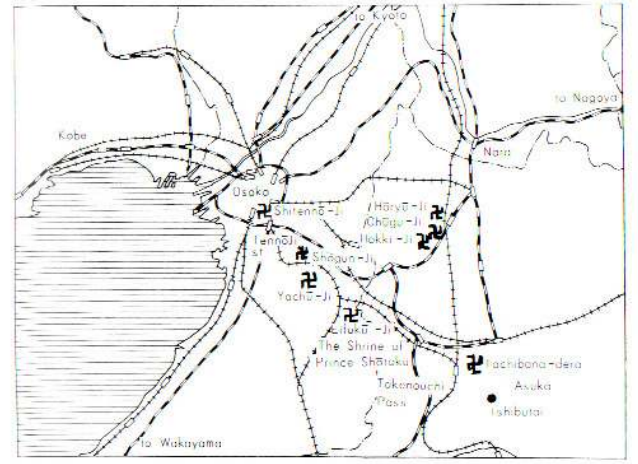 to Kyoto
to Nagoya
Kobe
Nara
Osaka
Shitennō-Ji
Hōryū-Ji
Chūgu-Ji
Hokki-Ji
Tennōji
st
Shōgun-Ji
Yachū-Ji
Eifuku-Ji
The Shrine of
Prince Shōtoku
Tachibana-dera
Takenouchi
Pass
Asuka
Ishibutai
to Wakayama